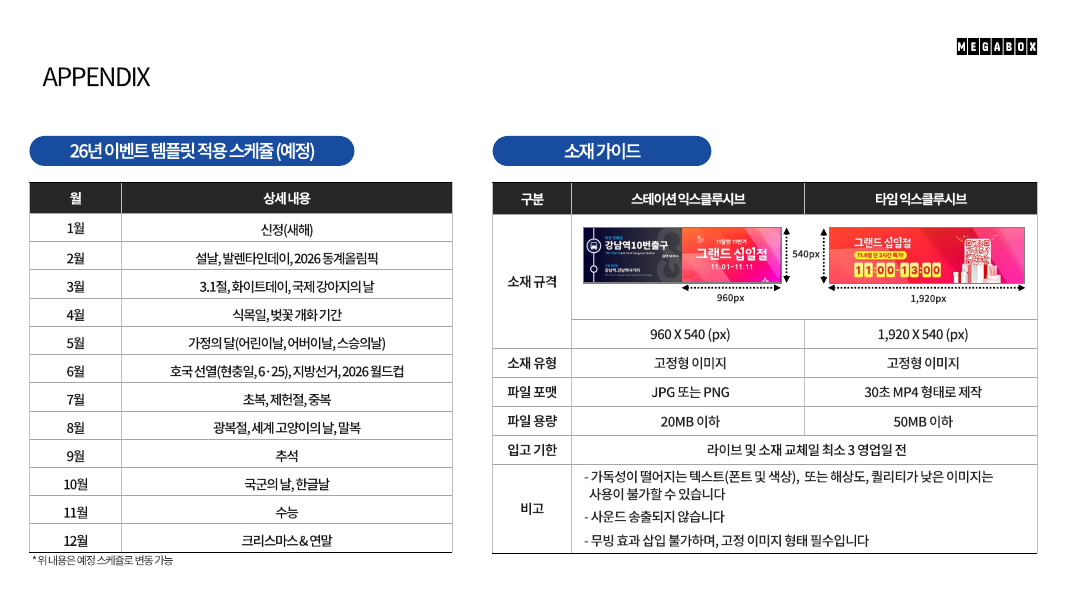 MEGABOX
APPENDIX
26년 이벤트 템플릿 적용 스케쥴 (예정)
월 상세 내용
1월 신정(새해)
2월 설날, 발렌타인데이, 2026 동계올림픽
3월 3.1절, 화이트데이, 국제 강아지의 날
4월 식목일, 벚꽃 개화 기간
5월 가정의 달(어린이날, 어버이날, 스승의날)
6월 호국 선열(현충일, 6·25), 지방선거, 2026 월드컵
7월 초복, 제헌절, 중복
8월 광복절, 세계 고양이의 날, 말복
9월 추석
10월 국군의 날, 한글날
11월 수능
12월 크리스마스 & 연말
* 위 내용은 예정 스케쥴로 변동 가능
소재 가이드
구분 스테이션 익스클루시브 타임 익스클루시브
소재 규격
강남역10번출구
11월엔 11번가
그랜드 십일절
11.01–11.11
540px
960px
그랜드 십일절
11:00-13:00
1,920px
960 X 540 (px) 1,920 X 540 (px)
소재 유형 고정형 이미지 고정형 이미지
파일 포맷 JPG 또는 PNG 30초 MP4 형태로 제작
파일 용량 20MB 이하 50MB 이하
입고 기한 라이브 및 소재 교체일 최소 3 영업일 전
비고
- 가독성이 떨어지는 텍스트(폰트 및 색상), 또는 해상도, 퀄리티가 낮은 이미지는
사용이 불가할 수 있습니다
- 사운드 송출되지 않습니다
- 무빙 효과 삽입 불가하며, 고정 이미지 형태 필수입니다